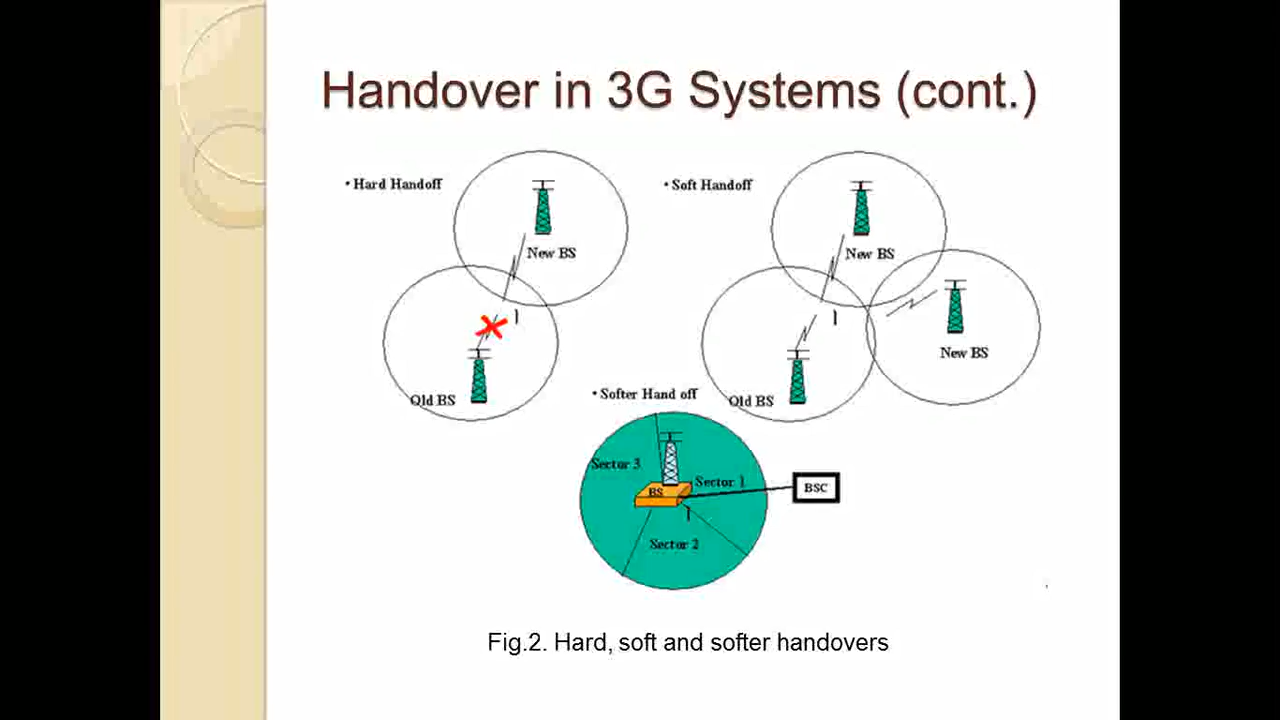 Handover in 3G Systems (cont.)
• Hard Handoff
New BS
Old BS
• Soft Handoff
New BS
New BS
Old BS
• Softer Hand off
Sector 3
BS
Sector 1
BSC
Sector 2
Fig.2. Hard, soft and softer handovers